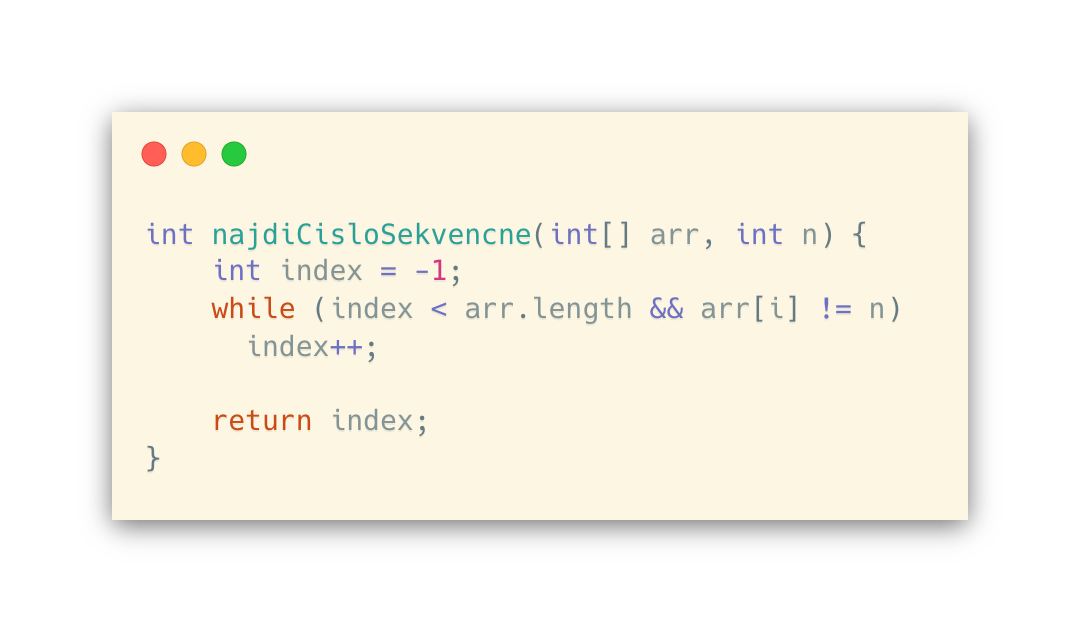 int najdiCisloSekvencne(int[] arr, int n) {
    int index = -1;
    while (index < arr.length && arr[i] != n)
      index++;

    return index;
}